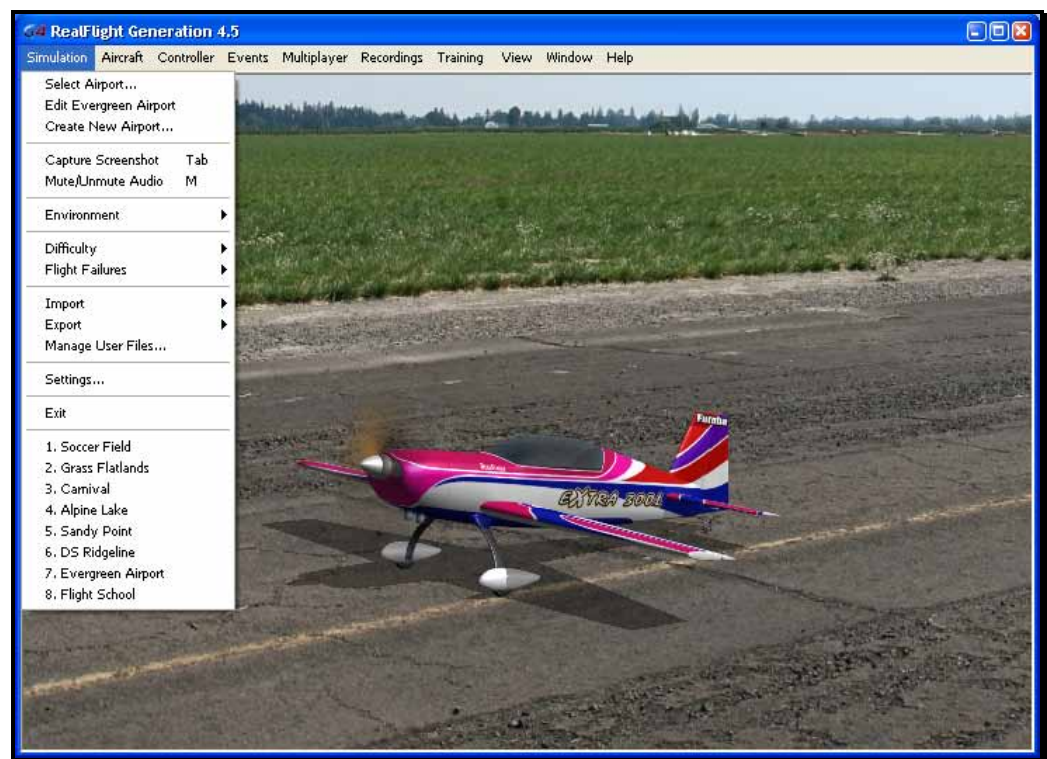 G4 RealFlight Generation 4.5
Simulation Aircraft Controller Events Multiplayer Recordings Training View Window Help
Select Airport...
Edit Evergreen Airport
Create New Airport...
Capture Screenshot Tab
Mute/Unmute Audio M
Environment
Difficulty
Flight Failures
Import
Export
Manage User Files...
Settings...
Exit
1. Soccer Field
2. Grass Flatlands
3. Carnival
4. Alpine Lake
5. Sandy Point
6. DS Ridgeline
7. Evergreen Airport
8. Flight School
Futaba
EXTRA 300L